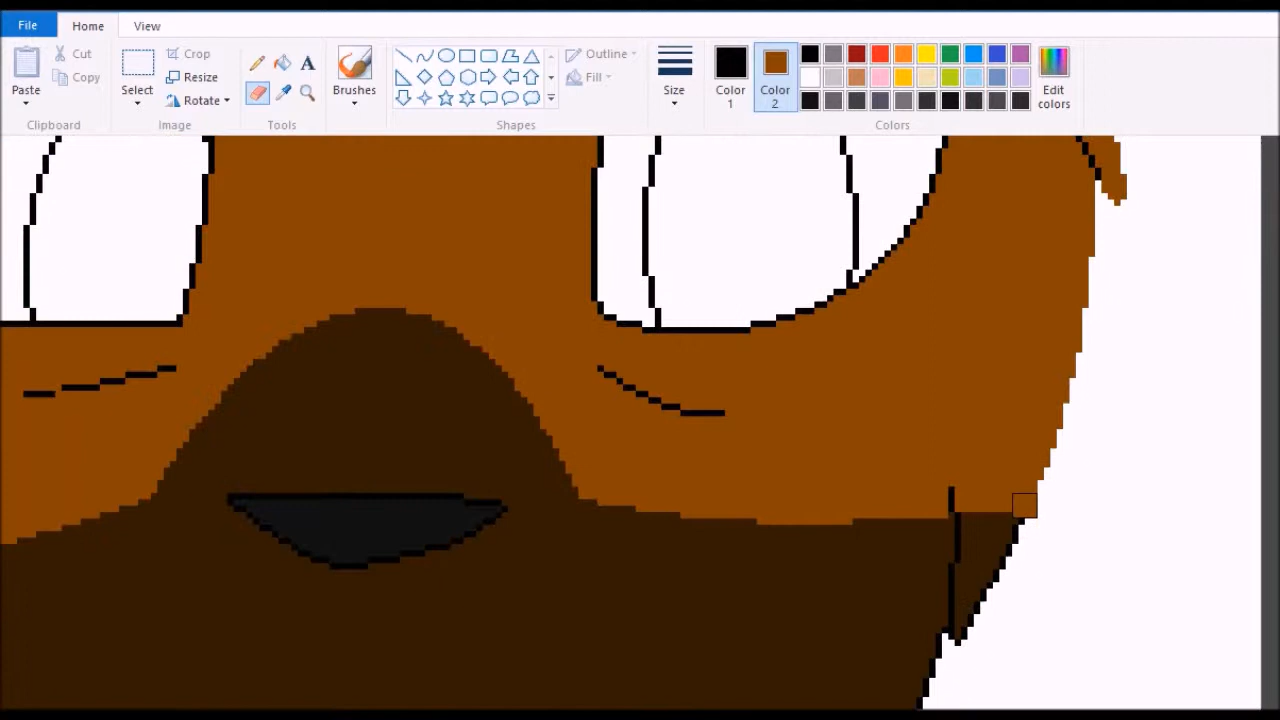 File Home View
Paste Cut Copy Select Crop Resize Rotate A Brushes Outline Fill Size Color 1 Color 2 Edit colors
Clipboard Image Tools Shapes Colors